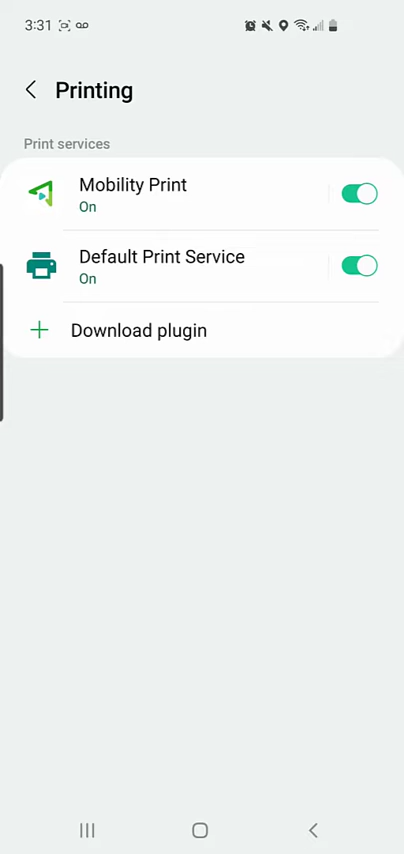 3:31
Printing
Print services
Mobility Print
On
Default Print Service
On
Download plugin